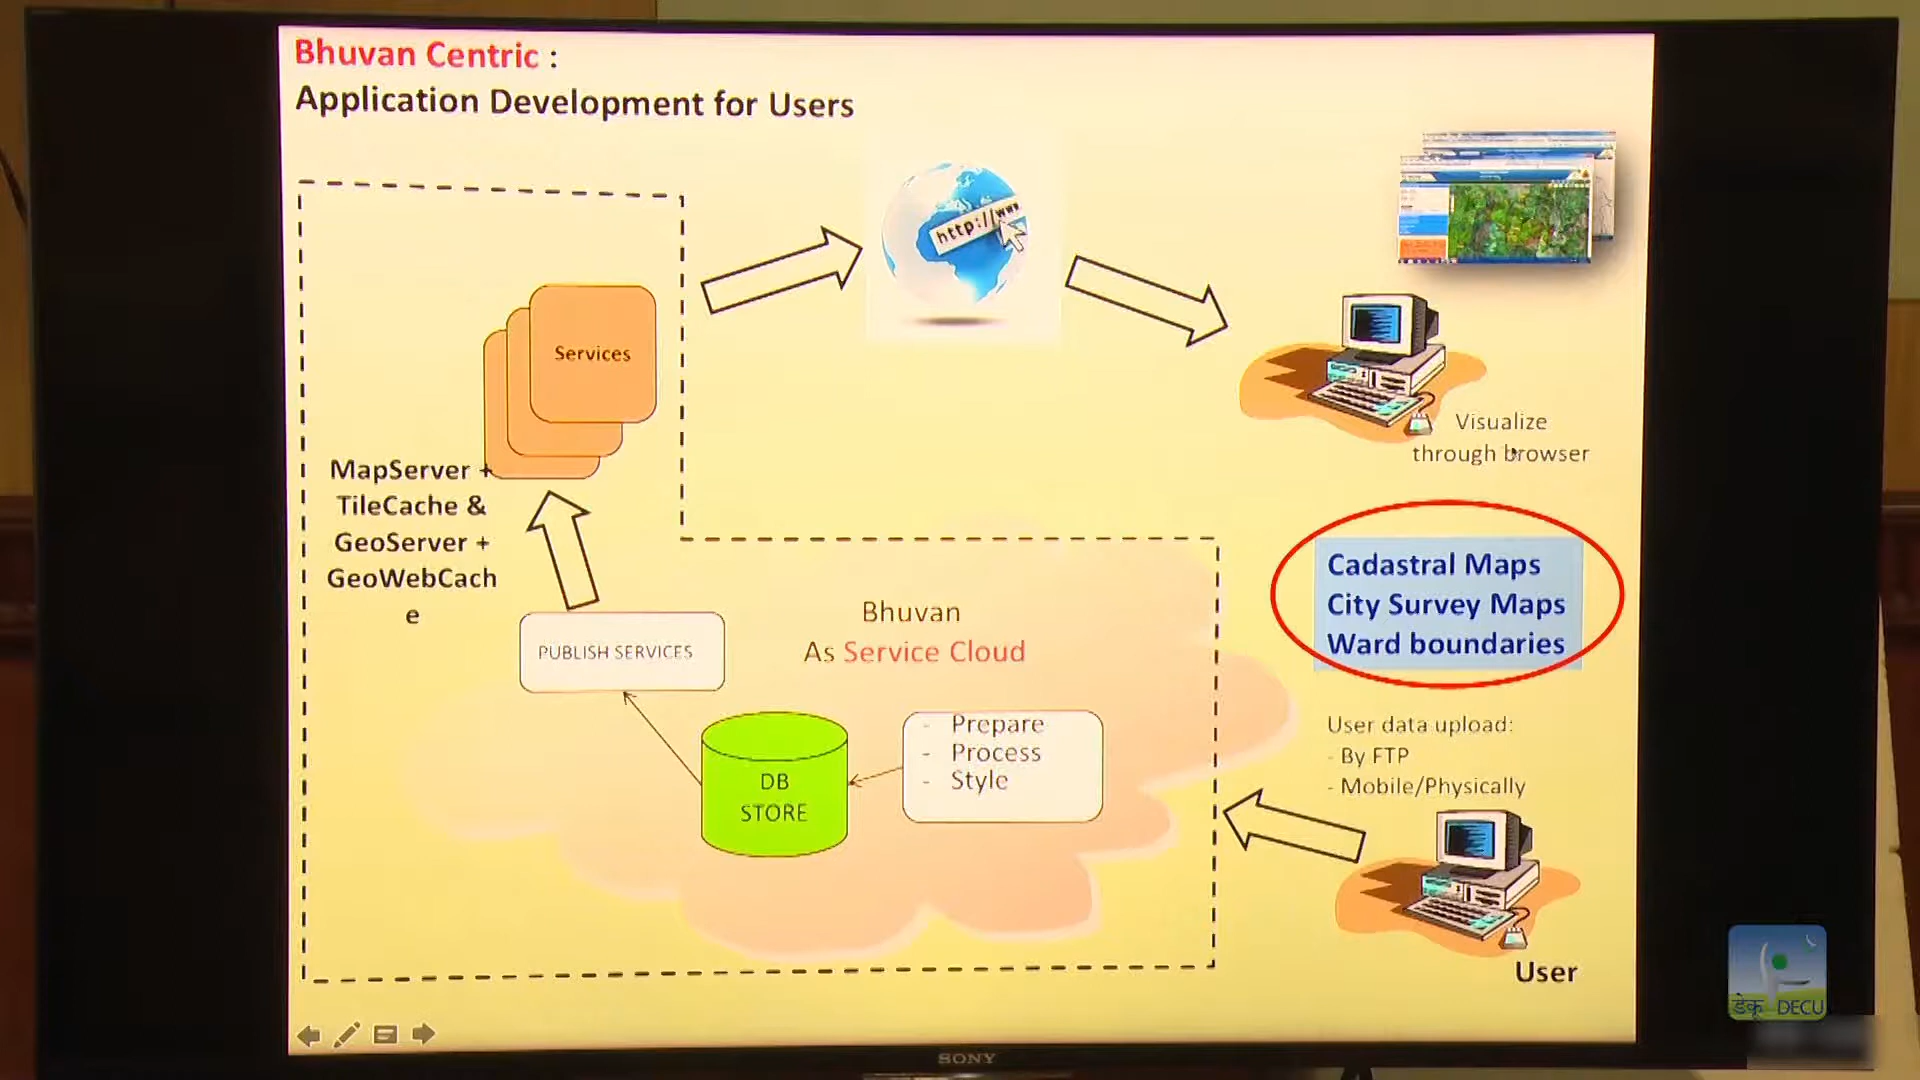 Bhuvan Centric :
Application Development for Users
http://www
Services
MapServer +
TileCache &
GeoServer +
GeoWebCach
e
Visualize
through browser
Cadastral Maps
City Survey Maps
Ward boundaries
Bhuvan
As Service Cloud
PUBLISH SERVICES
DB
STORE
- Prepare
- Process
- Style
User data upload:
- By FTP
- Mobile/Physically
User
डेकू DECU
SONY